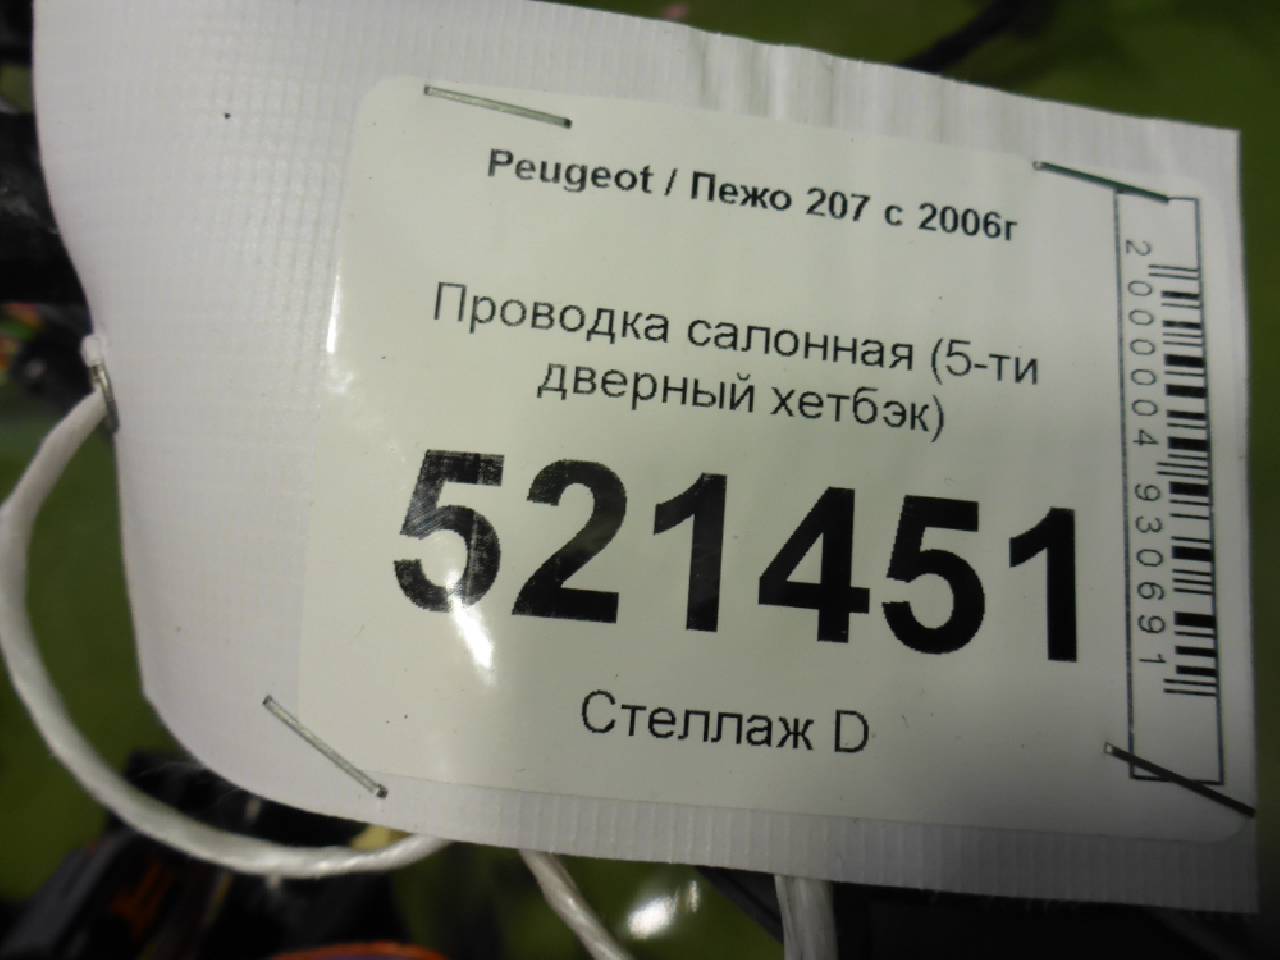 Peugeot / Пежо 207 с 2006г
Проводка салонная (5-ти
дверный хетбэк)
521451
Стеллаж D
2000004930691